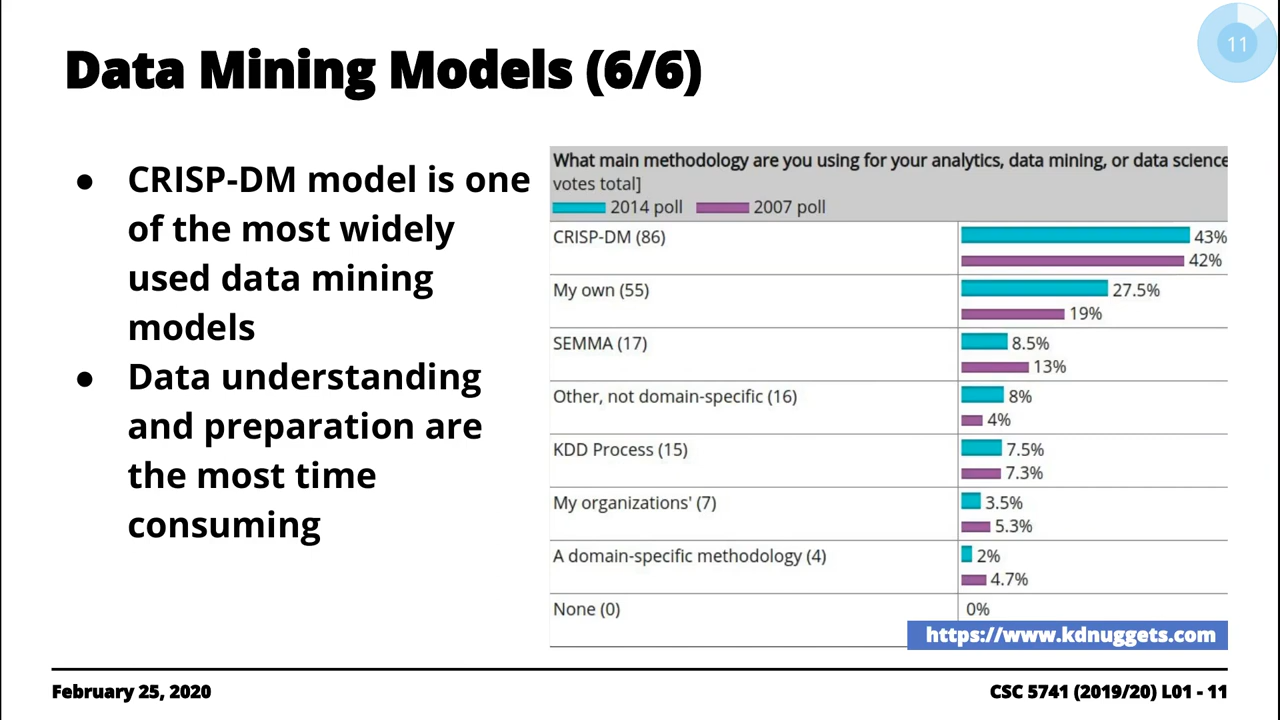 11
Data Mining Models (6/6)
● CRISP-DM model is one
of the most widely
used data mining
models
● Data understanding
and preparation are
the most time
consuming
What main methodology are you using for your analytics, data mining, or data science
votes total]
2014 poll 2007 poll
CRISP-DM (86)
43%
42%
My own (55)
27.5%
19%
SEMMA (17)
8.5%
13%
Other, not domain-specific (16)
8%
4%
KDD Process (15)
7.5%
7.3%
My organizations' (7)
3.5%
5.3%
A domain-specific methodology (4)
2%
4.7%
None (0)
0%
https://www.kdnuggets.com
February 25, 2020
CSC 5741 (2019/20) L01 - 11